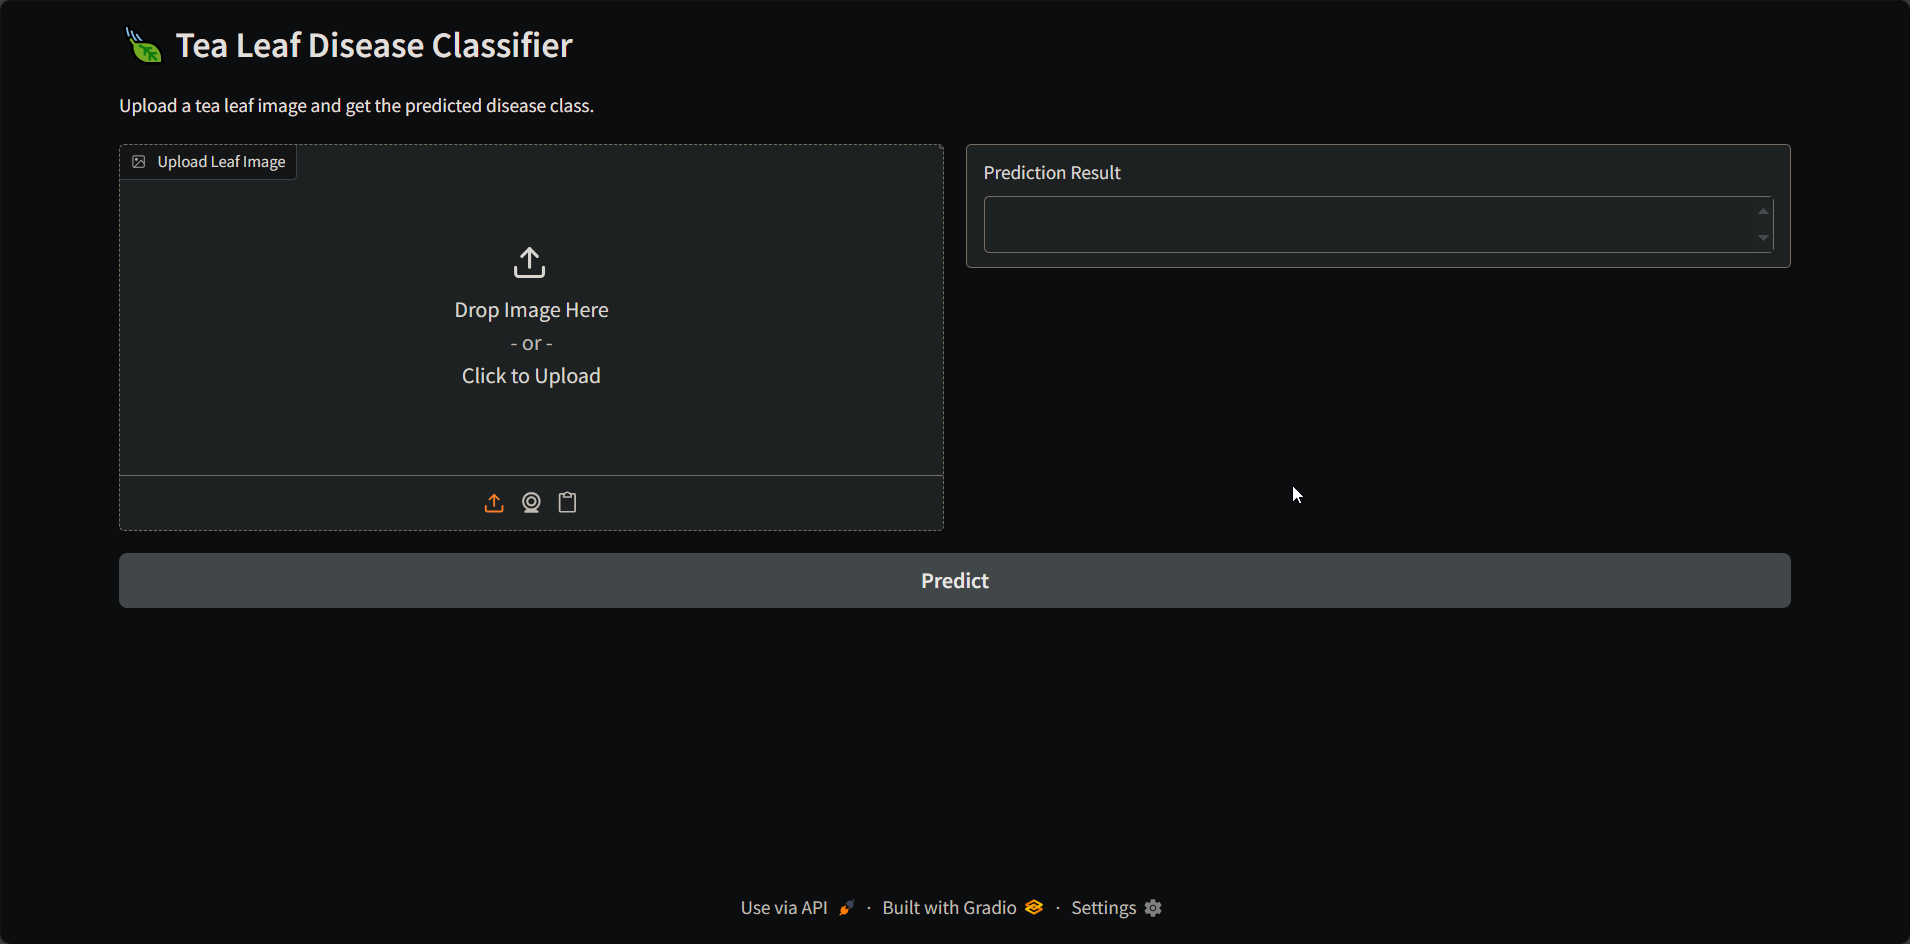 Tea Leaf Disease Classifier
Upload a tea leaf image and get the predicted disease class.
Upload Leaf Image
Drop Image Here
- or -
Click to Upload
Prediction Result
Predict
Use via API · Built with Gradio · Settings